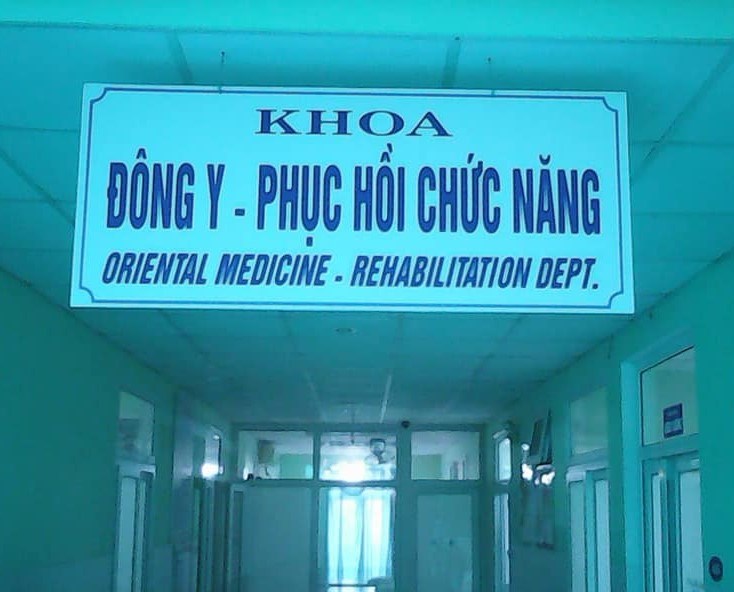 KHOA
ĐÔNG Y - PHỤC HỒI CHỨC NĂNG
ORIENTAL MEDICINE - REHABILITATION DEPT.